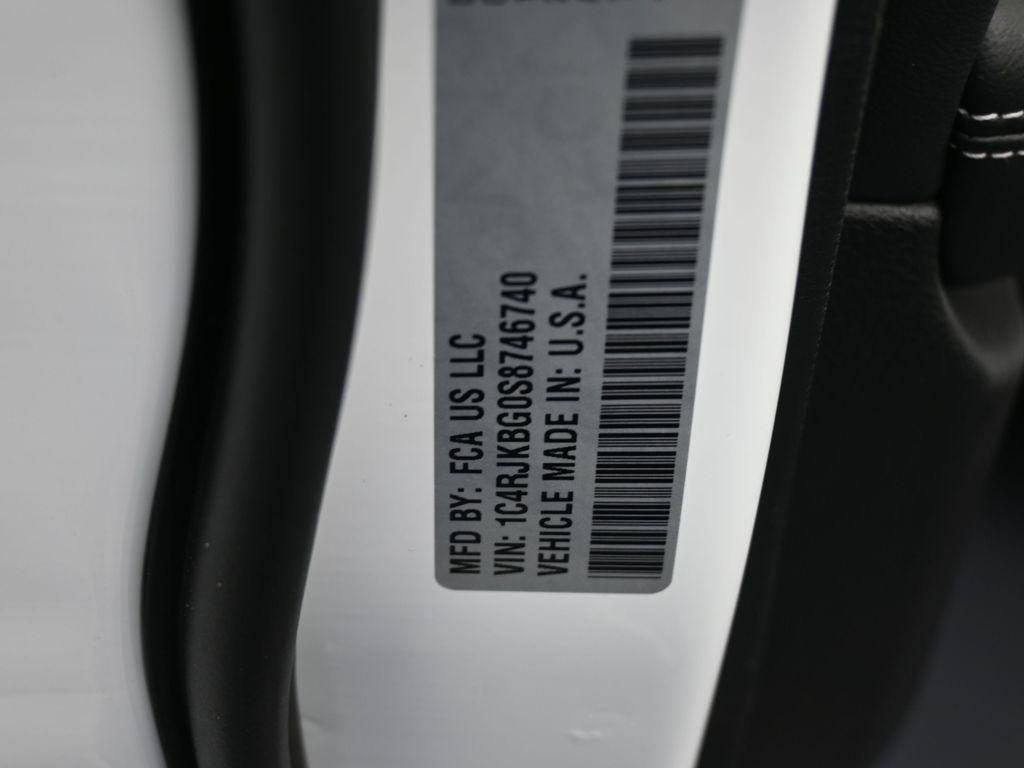 MFD BY: FCA US LLC
VIN: 1C4RJKBG0S8746740
VEHICLE MADE IN: U.S.A.